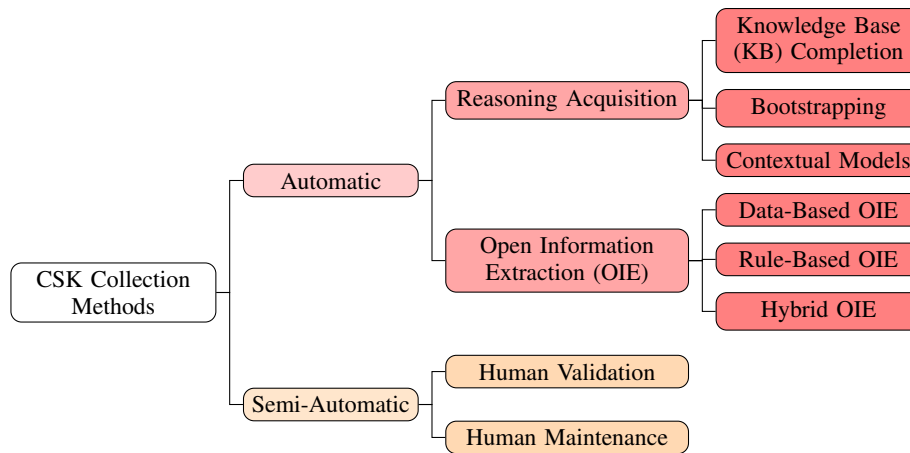 Knowledge Base
(KB) Completion
Reasoning Acquisition
Bootstrapping
Contextual Models
Automatic
Data-Based OIE
Open Information
Extraction (OIE)
Rule-Based OIE
Hybrid OIE
CSK Collection
Methods
Human Validation
Semi-Automatic
Human Maintenance